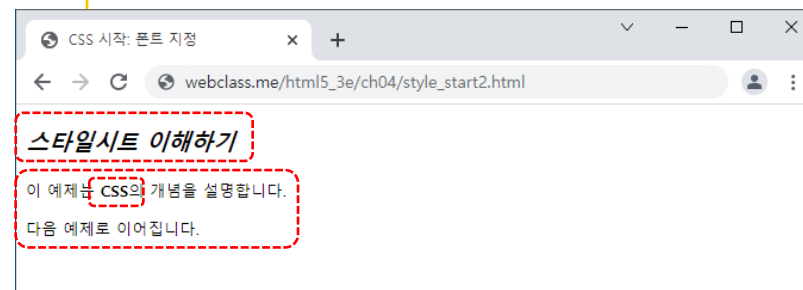 CSS 시작: 폰트 지정
webclass.me/html5_3e/ch04/style_start2.html
스타일시트 이해하기
이 예제는 CSS의 개념을 설명합니다.
다음 예제로 이어집니다.